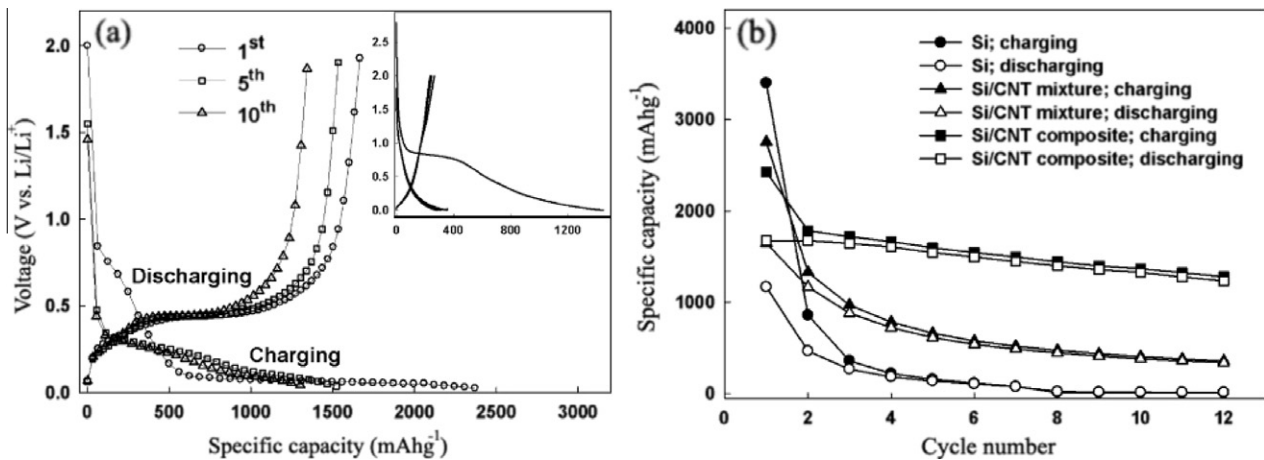 (a)
1st
5th
10th
Discharging
Charging
2.0
1.5
1.0
0.5
0.0
Voltage (V vs. Li/Li+)
0 500 1000 1500 2000 2500 3000
Specific capacity (mAhg-1)
2.5
2.0
1.5
1.0
0.5
0.0
0 400 800 1200
(b)
Si; charging
Si; discharging
Si/CNT mixture; charging
Si/CNT mixture; discharging
Si/CNT composite; charging
Si/CNT composite; discharging
4000
3000
2000
1000
0
Specific capacity (mAhg-1)
0 2 4 6 8 10 12
Cycle number